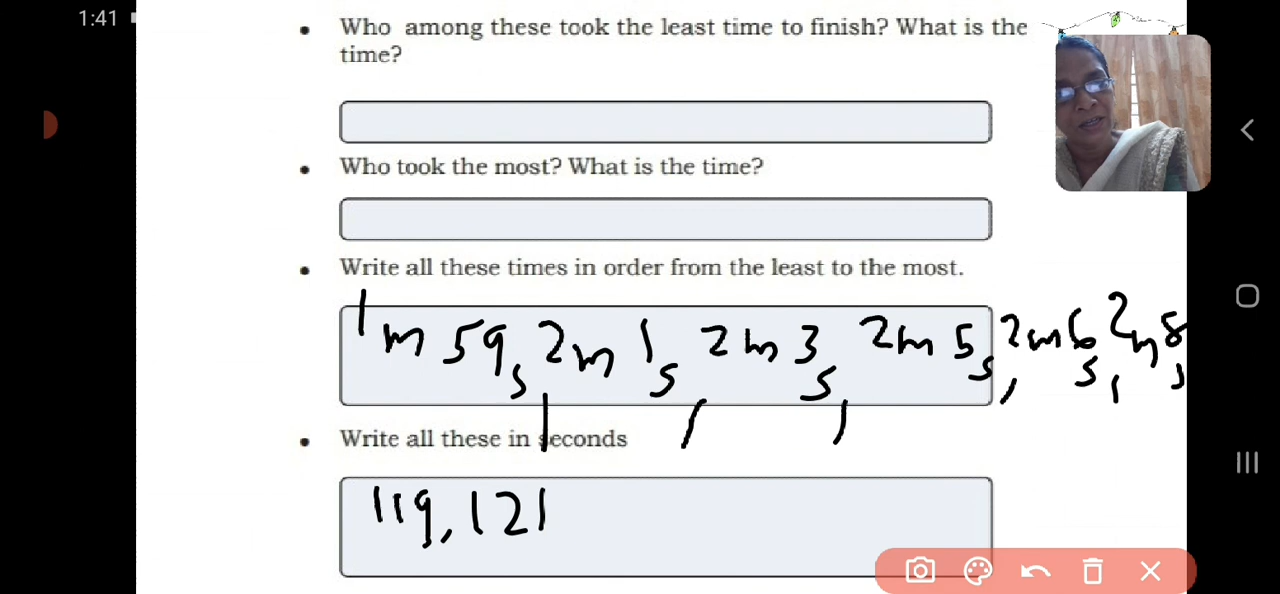 1:41
Who among these took the least time to finish? What is the
time?
Who took the most? What is the time?
Write all these times in order from the least to the most.
1m 59s, 2m 1s, 2m 3s, 2m 5s, 2m 6s, 2m 8s
Write all these in seconds
119, 121